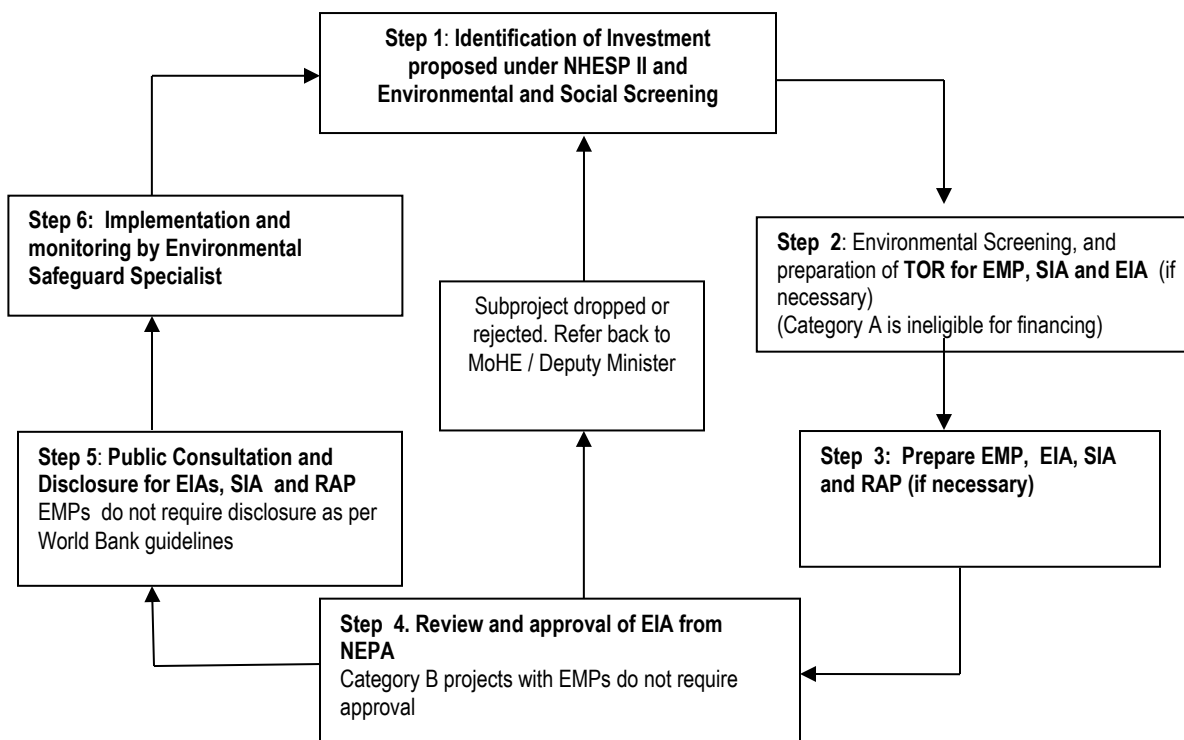 Step 1: Identification of Investment
proposed under NHESP II and
Environmental and Social Screening
Step 2: Environmental Screening, and
preparation of TOR for EMP, SIA and EIA (if
necessary)
(Category A is ineligible for financing)
Step 3: Prepare EMP, EIA, SIA
and RAP (if necessary)
Step 4. Review and approval of EIA from
NEPA
Category B projects with EMPs do not require
approval
Subproject dropped or
rejected. Refer back to
MoHE / Deputy Minister
Step 5: Public Consultation and
Disclosure for EIAs, SIA and RAP
EMPs do not require disclosure as per
World Bank guidelines
Step 6: Implementation and
monitoring by Environmental
Safeguard Specialist